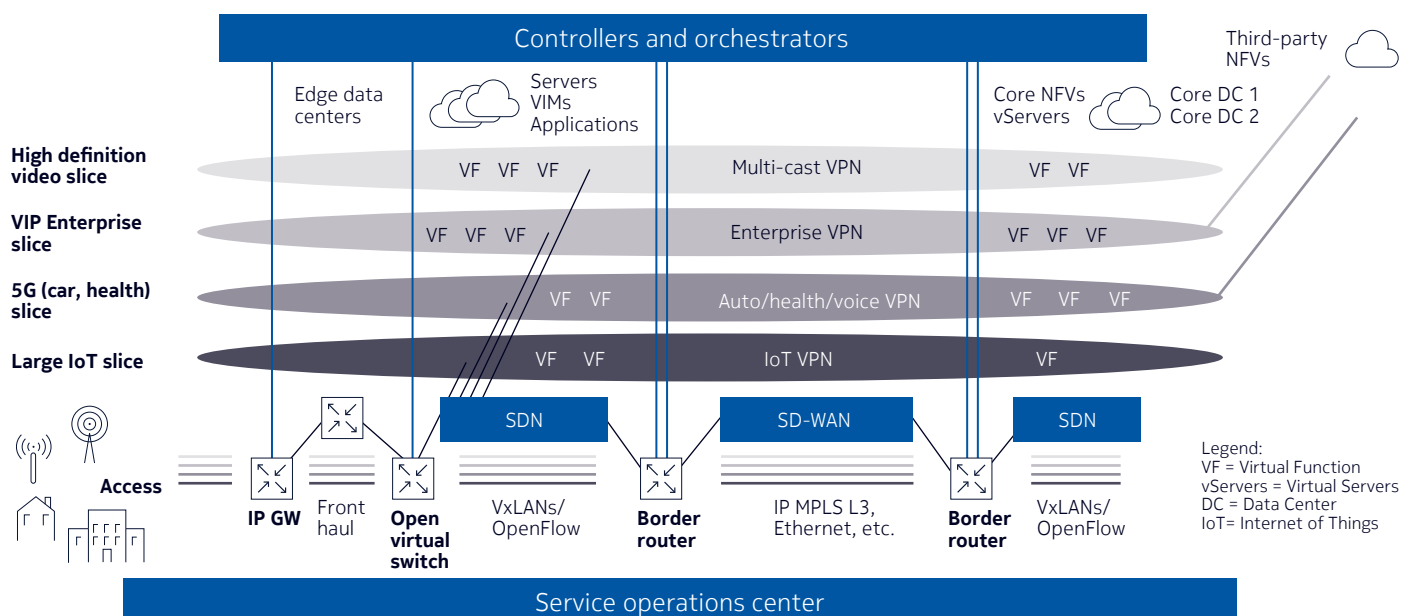 Controllers and orchestrators
Third-party
NFVs
Edge data
centers
Servers
VIMs
Applications
Core NFVs
vServers
Core DC 1
Core DC 2
High definition
video slice
VF VF VF
Multi-cast VPN
VF VF
VIP Enterprise
slice
VF VF VF
Enterprise VPN
VF VF VF
5G (car, health)
slice
VF VF
Auto/health/voice VPN
VF VF VF
Large IoT slice
VF VF
IoT VPN
VF
SDN
SD-WAN
SDN
Access
IP GW
Front
haul
Open
virtual
switch
VxLANs/
OpenFlow
Border
router
IP MPLS L3,
Ethernet, etc.
Border
router
VxLANs/
OpenFlow
Legend:
VF = Virtual Function
vServers = Virtual Servers
DC = Data Center
IoT= Internet of Things
Service operations center